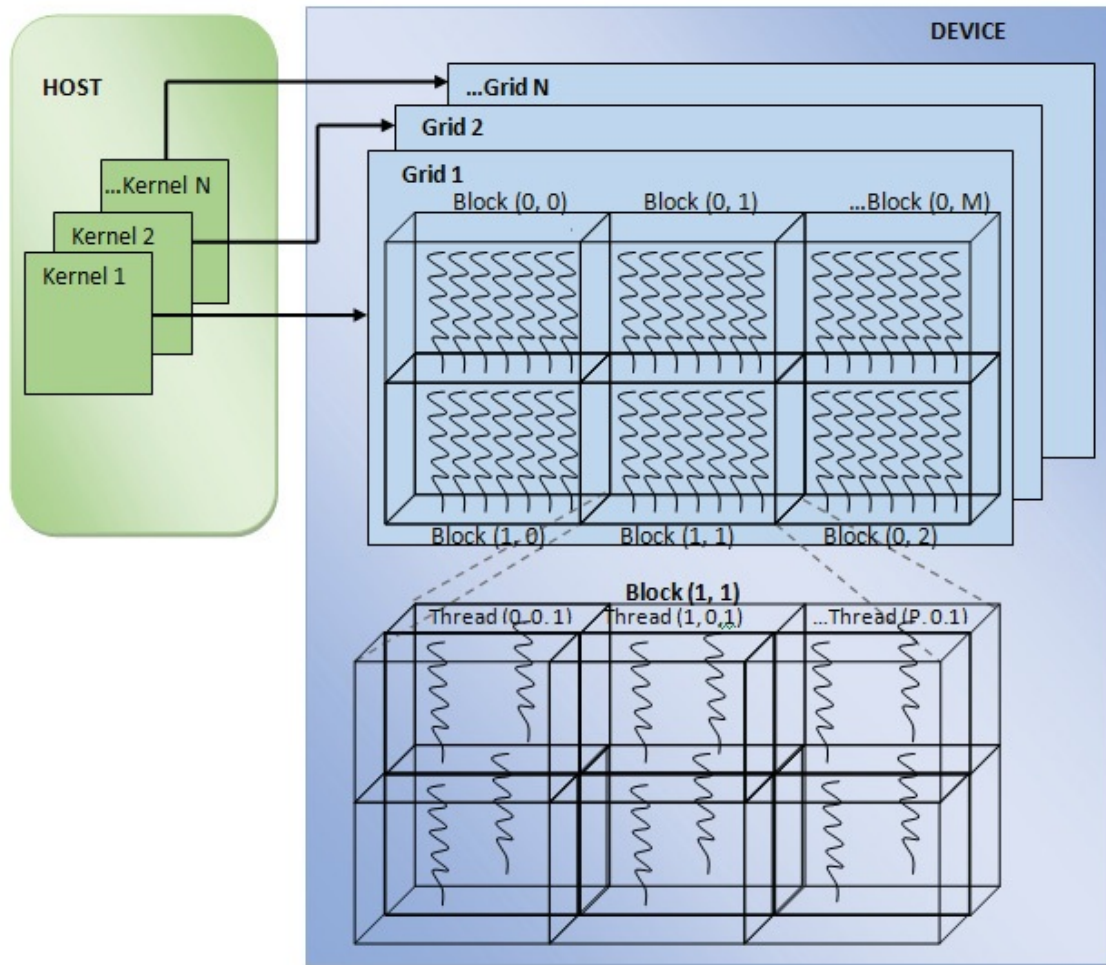 DEVICE
HOST
...Grid N
Grid 2
Grid 1
...Kernel N
Kernel 2
Kernel 1
Block (0, 0) Block (0, 1) ...Block (0, M)
Block (1, 0) Block (1, 1) Block (0, 2)
Block (1, 1)
Thread (0, 0, 1) Thread (1, 0,1) ...Thread (P, 0,1)